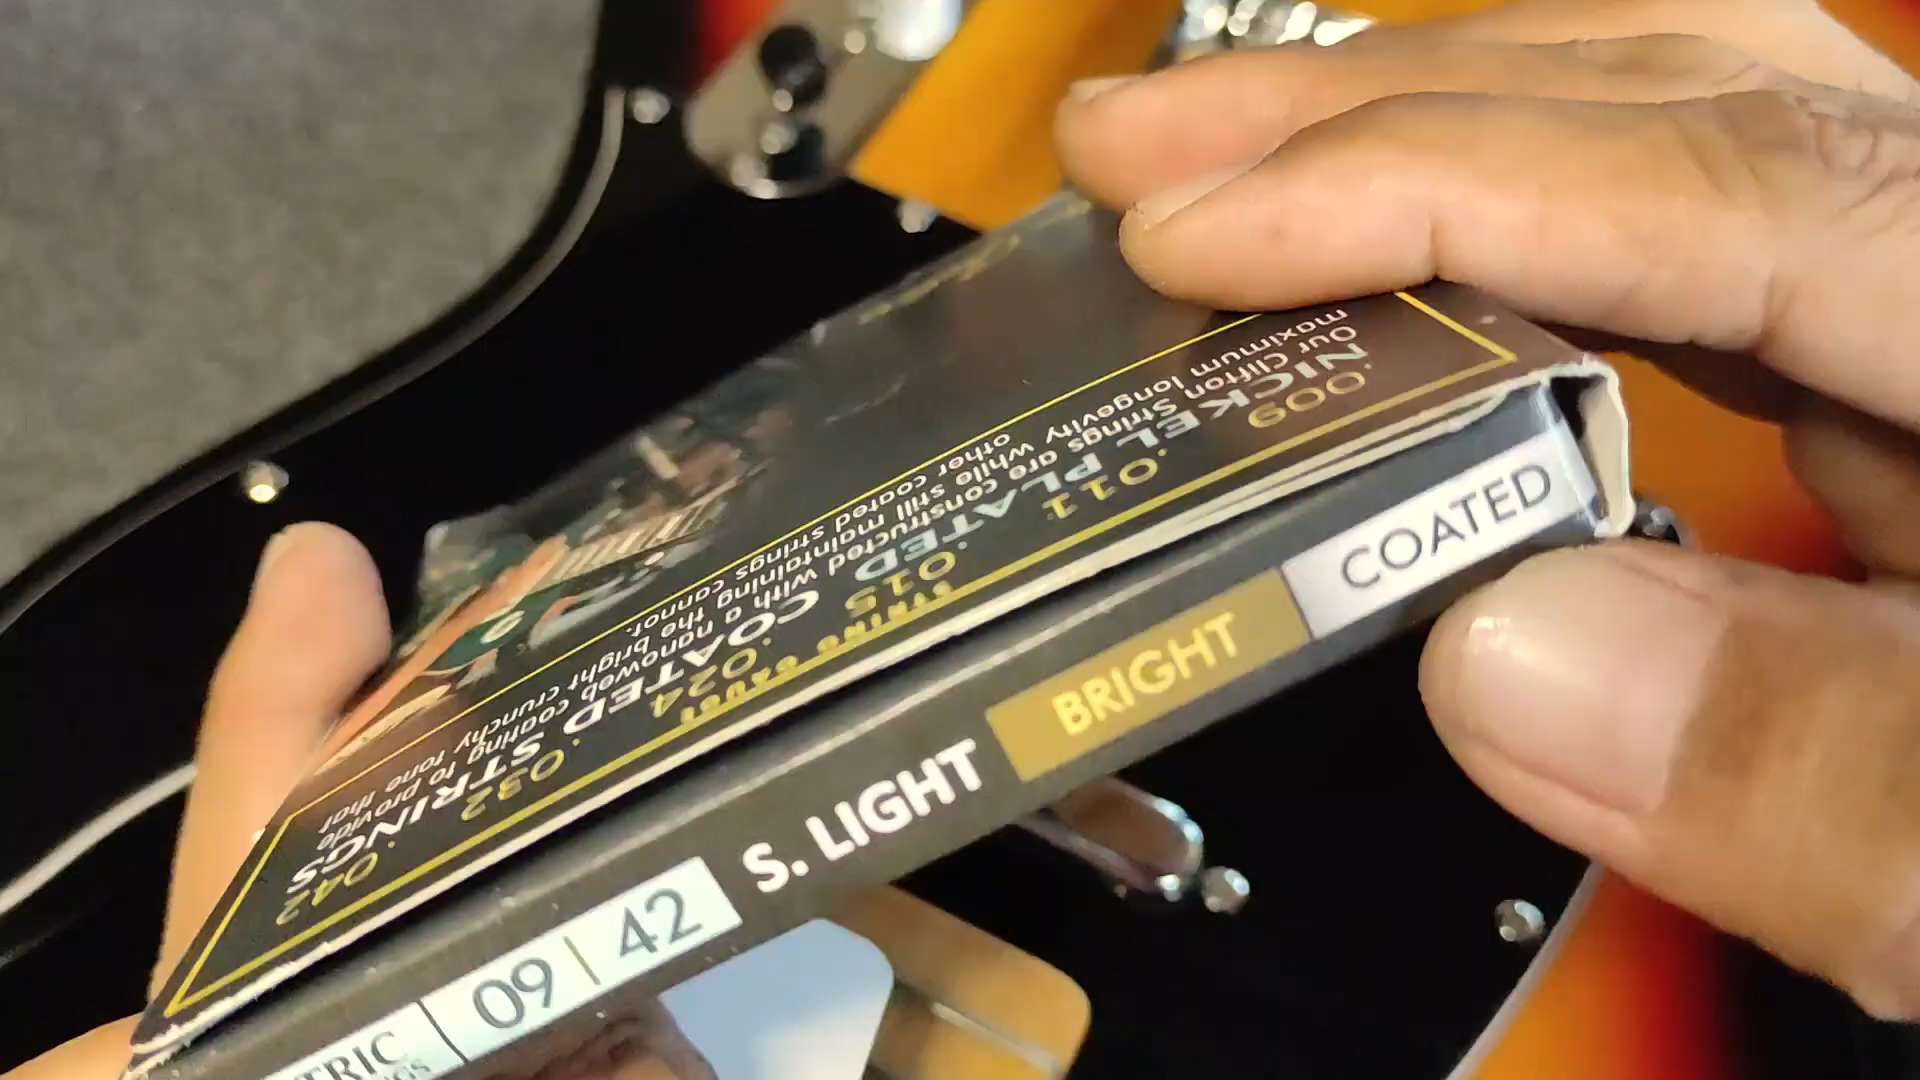 NICKEL PLATED COATED STRINGS
Our Clifton Strings are constructed with a nanoweb coating to provide
maximum longevity while still maintaining the bright crunchy tone that
other coated strings cannot.
.009 .011 .015 .024 .032 .042
STRING GAUGE
09 | 42 S. LIGHT BRIGHT COATED